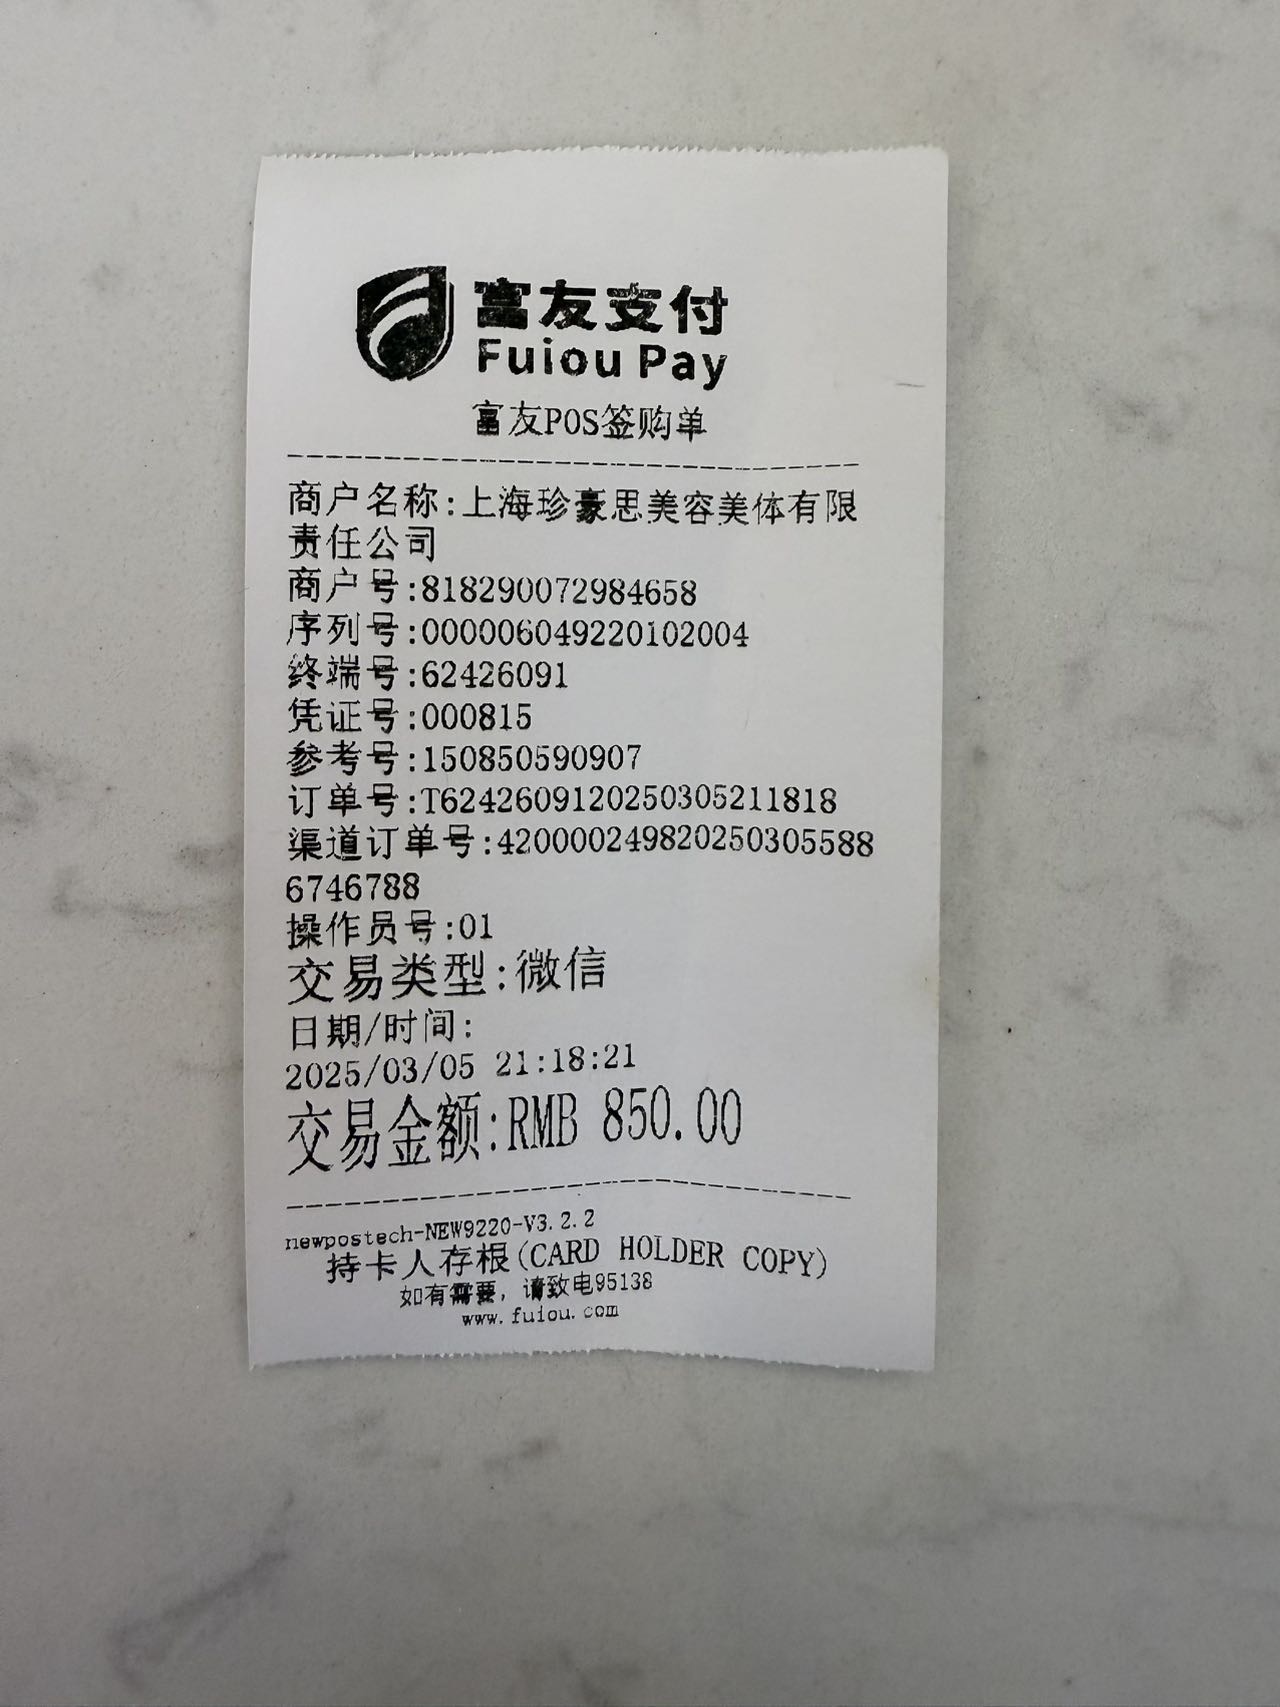 富友支付
Fuiou Pay
富友POS签购单
商户名称:上海珍豪思美容美体有限
责任公司
商户号:818290072984658
序列号:000006049220102004
终端号:62426091
凭证号:000815
参考号:150850590907
订单号:T6242609120250305211818
渠道订单号:420000249820250305588
6746788
操作员号:01
交易类型:微信
日期/时间:
2025/03/05 21:18:21
交易金额:RMB 850.00
newpostech-NEW9220-V3.2.2
持卡人存根(CARD HOLDER COPY)
如有需要，请致电95138
www.fuiou.com